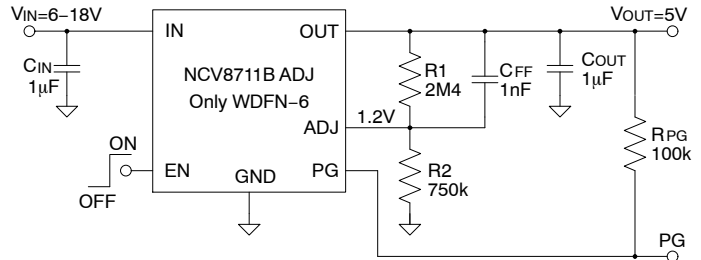 VIN=6–18V
VOUT=5V
IN
OUT
CIN
1μF
NCV8711B ADJ
Only WDFN–6
R1
2M4
CFF
1nF
COUT
1μF
ADJ
1.2V
RPG
100k
ON
OFF
EN
GND
PG
R2
750k
PG